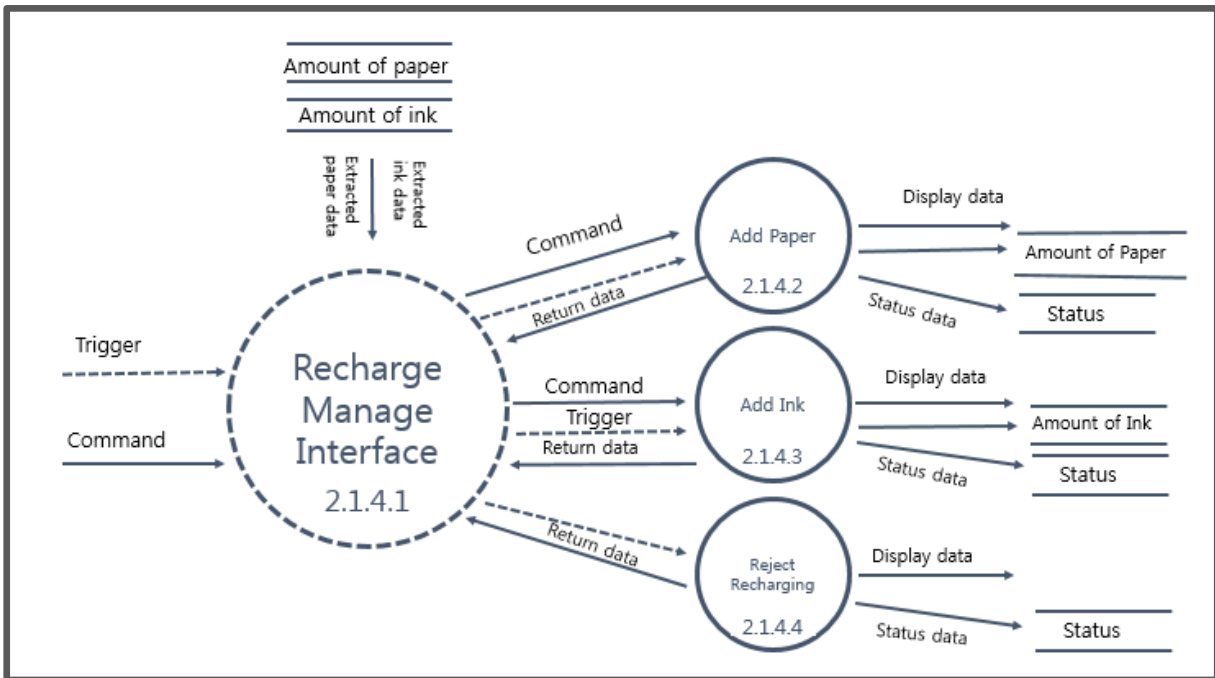 Amount of paper
Amount of ink
Extracted
paper data
Extracted
ink data
Trigger
Command
Recharge
Manage
Interface
2.1.4.1
Command
Return data
Command
Trigger
Return data
Return data
Add Paper
2.1.4.2
Add Ink
2.1.4.3
Reject
Recharging
2.1.4.4
Display data
Amount of Paper
Status data
Status
Display data
Amount of Ink
Status data
Status
Display data
Status data
Status